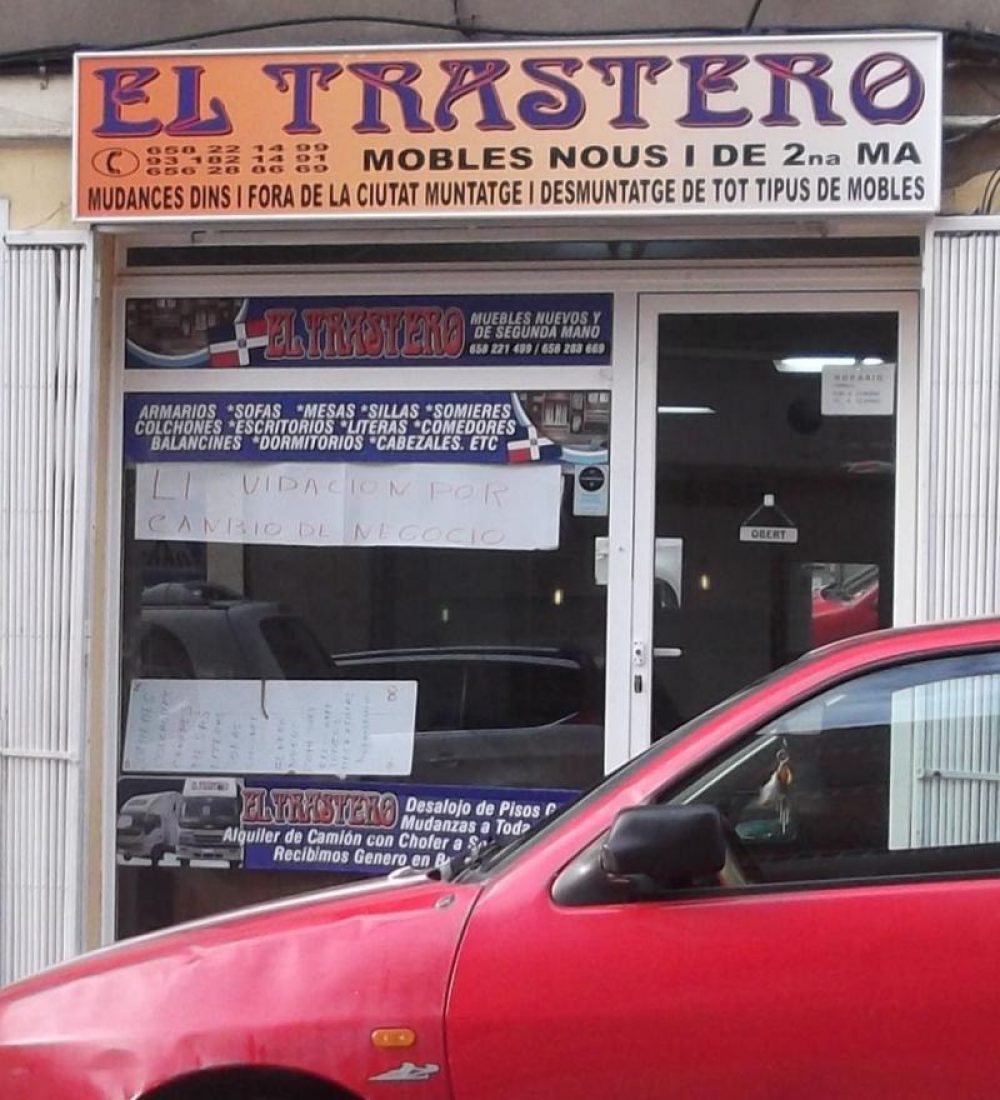 EL TRASTERO
658 22 14 99
93 182 14 91
656 28 86 69
MOBLES NOUS I DE 2na MA
MUDANCES DINS I FORA DE LA CIUTAT MUNTATGE I DESMUNTATGE DE TOT TIPUS DE MOBLES
EL TRASTERO
MUEBLES NUEVOS Y
DE SEGUNDA MANO
658 221 499 / 656 288 669
HORARIO
ARMARIOS *SOFAS *MESAS *SILLAS *SOMIERES
COLCHONES *ESCRITORIOS *LITERAS *COMEDORES
BALANCINES *DORMITORIOS *CABEZALES. ETC
LI VIDACION POR
CANBIO DE NEGOCIO
OBERT
EL TRASTERO
Desalojo de Pisos
Mudanzas a Toda
Alquiler de Camión con Chofer a
Recibimos Genero en